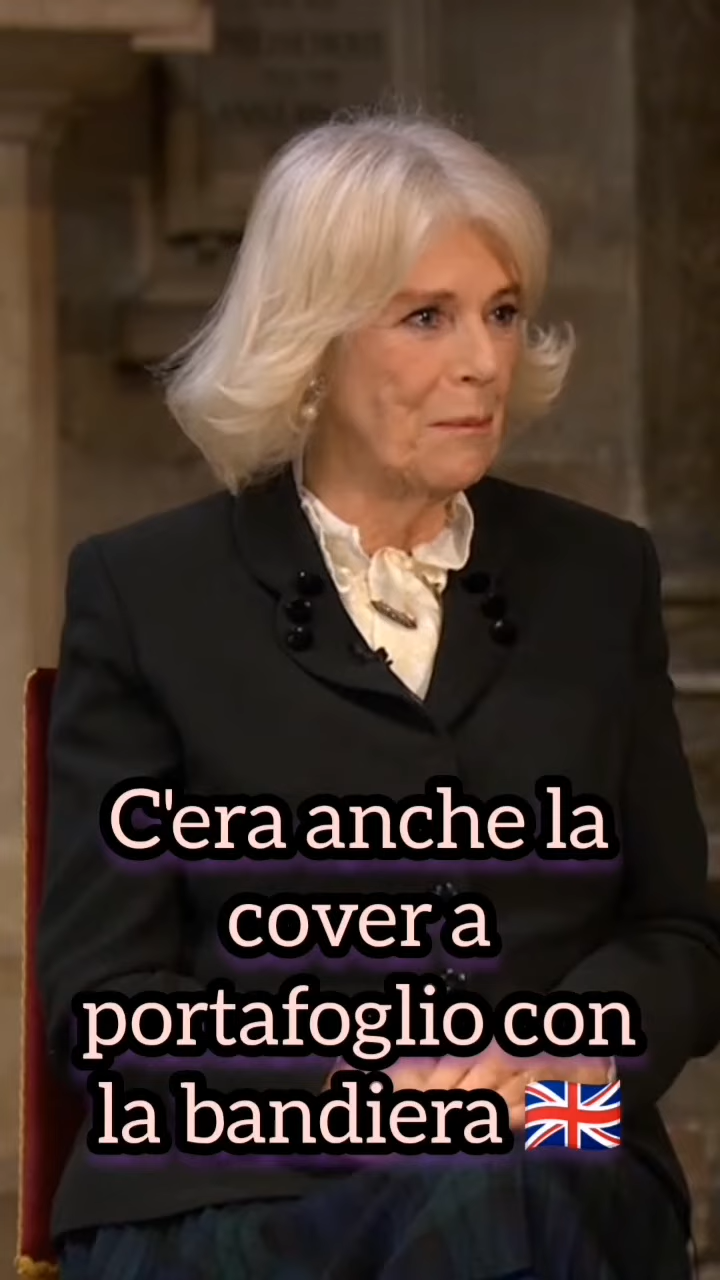 C'era anche la
cover a
portafoglio con
la bandiera 🇬🇧